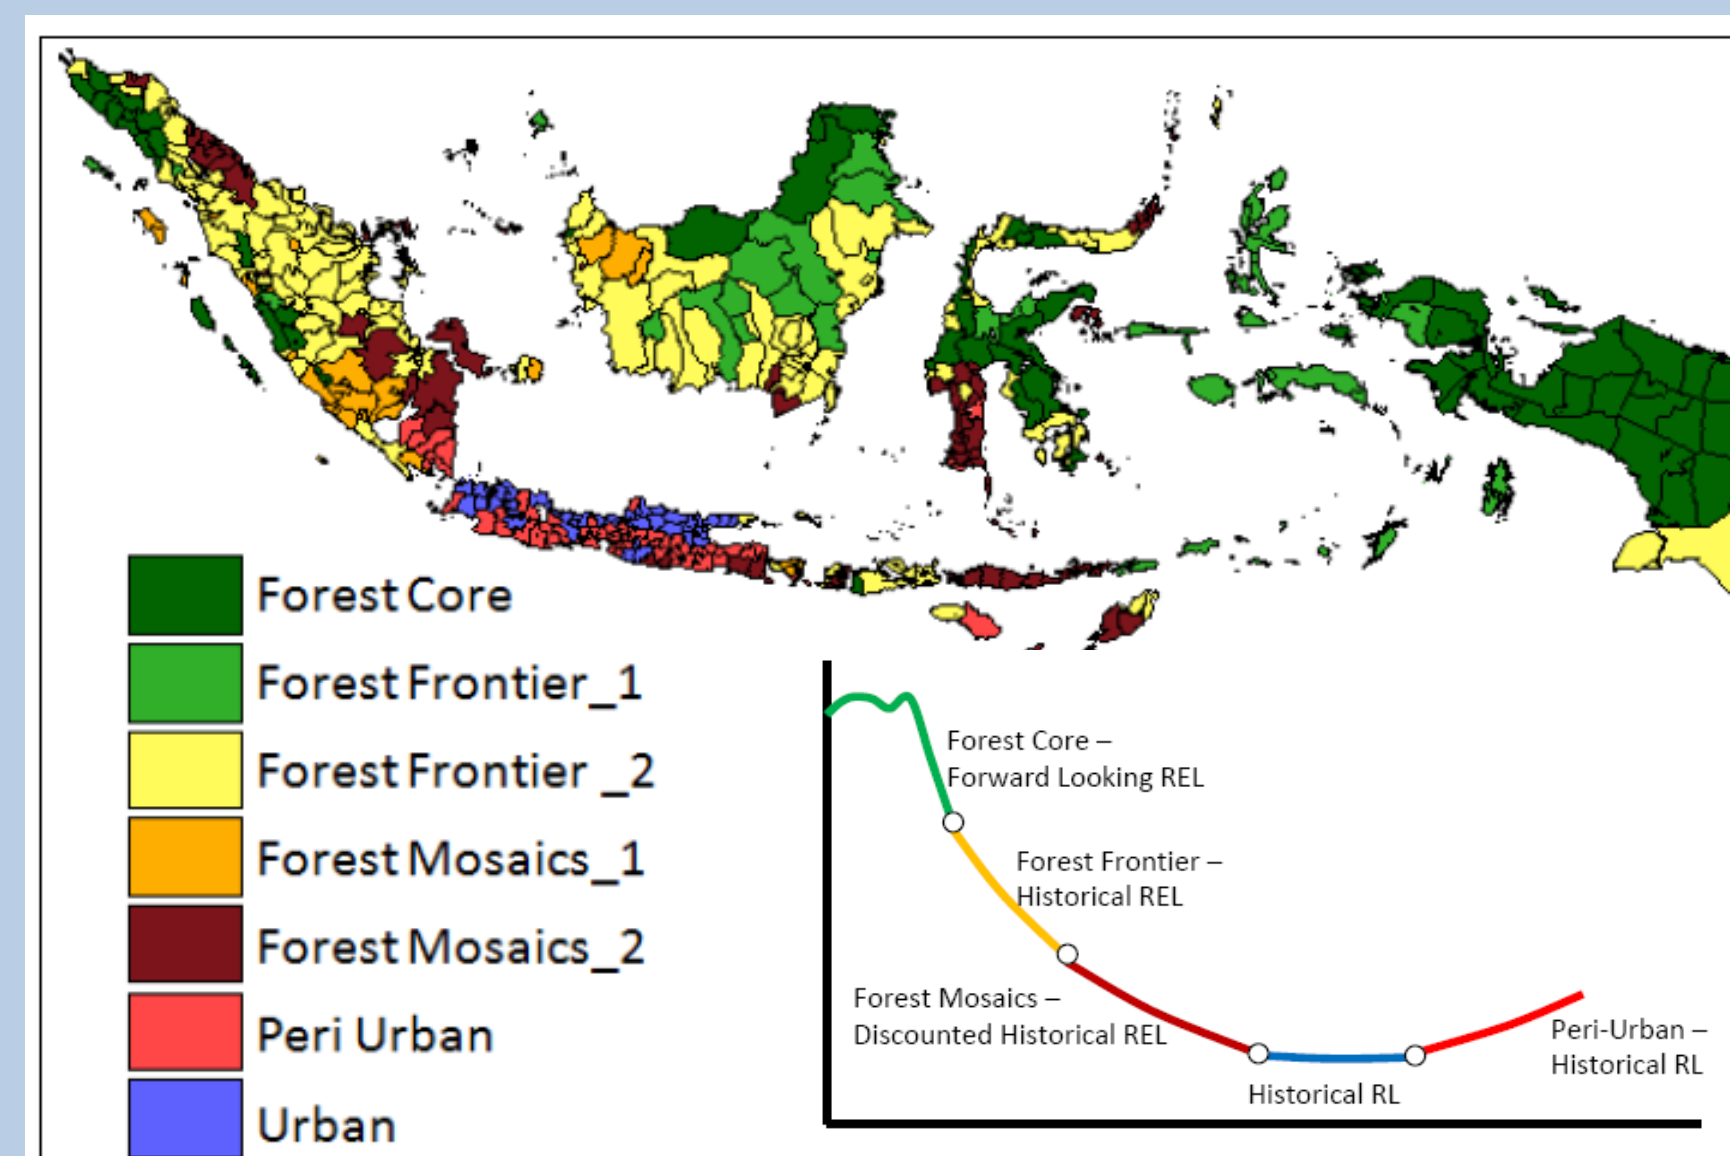 Forest Core
Forest Frontier_1
Forest Frontier _2
Forest Mosaics_1
Forest Mosaics_2
Peri Urban
Urban
Forest Core –
Forward Looking REL
Forest Frontier –
Historical REL
Forest Mosaics –
Discounted Historical REL
Historical RL
Peri-Urban –
Historical RL